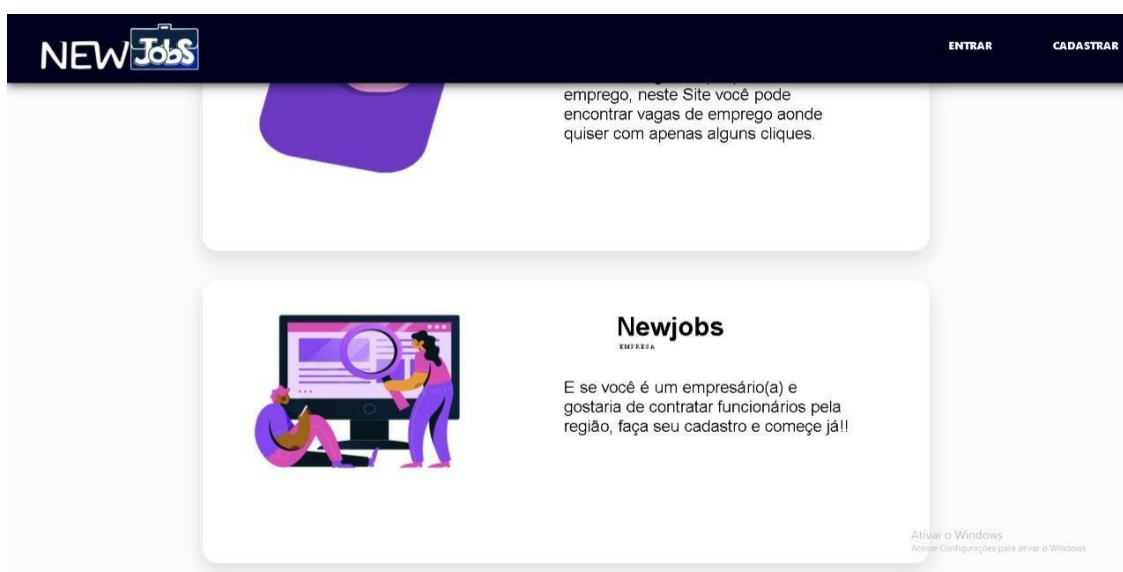 NEW JobS
ENTRAR
CADASTRAR
emprego, neste Site você pode
encontrar vagas de emprego aonde
quiser com apenas alguns cliques.
Newjobs
EMPRESA
E se você é um empresário(a) e
gostaria de contratar funcionários pela
região, faça seu cadastro e começe já!!
Ativar o Windows
Acesse Configurações para ativar o Windows.